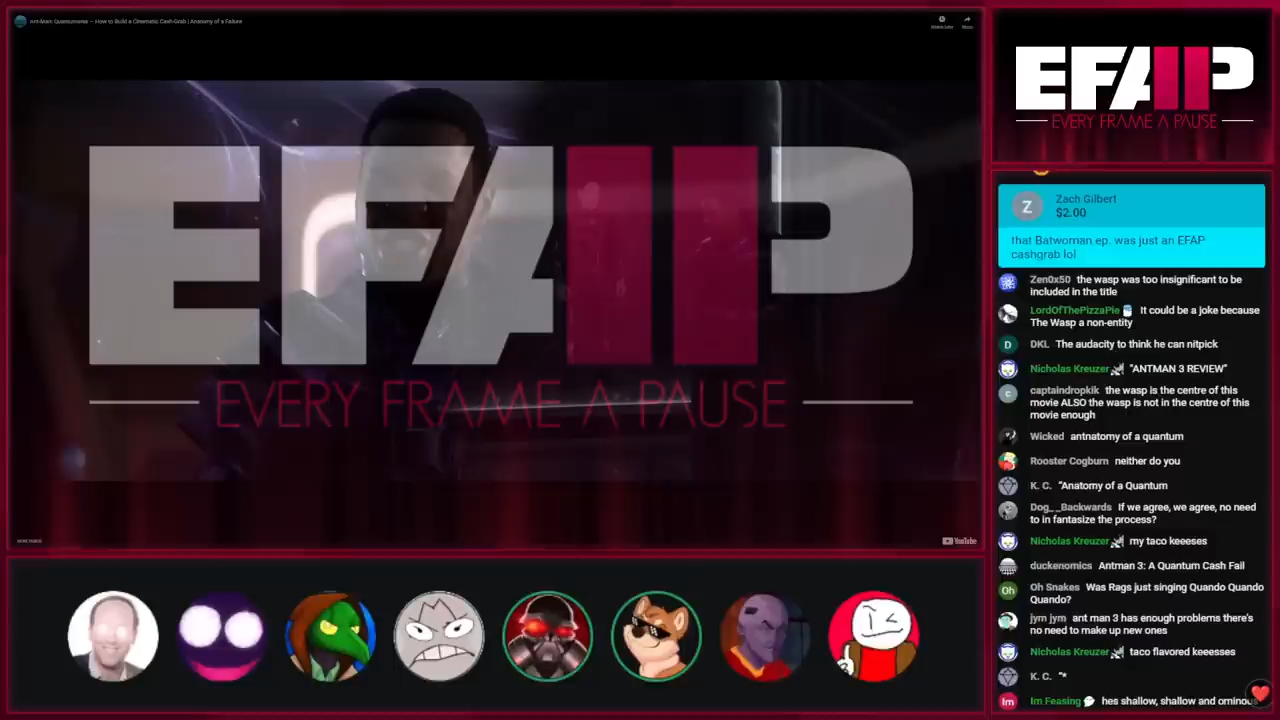 Ant-Man: Quantumania – How to Build a Cinematic Cash-Grab | Anatomy of a Failure
Watch later
Share
EFAP
EVERY FRAME A PAUSE
MORE VIDEOS
YouTube
EFAP
EVERY FRAME A PAUSE
Z
Zach Gilbert
$2.00
that Batwoman ep. was just an EFAP
cashgrab lol
Zen0x50 the wasp was too insignificant to be
included in the title
LordOfThePizzaPie It could be a joke because
The Wasp a non-entity
D
DKL The audacity to think he can nitpick
Nicholas Kreuzer "ANTMAN 3 REVIEW"
c
captaindropkik the wasp is the centre of this
movie ALSO the wasp is not in the centre of this
movie enough
Wicked antnatomy of a quantum
Rooster Cogburn neither do you
K. C. "Anatomy of a Quantum
Dog__Backwards If we agree, we agree, no need
to in fantasize the process?
Nicholas Kreuzer my taco keeeses
duckenomics Antman 3: A Quantum Cash Fail
Oh
Oh Snakes Was Rags just singing Quando Quando
Quando?
jym jym ant man 3 has enough problems there's
no need to make up new ones
Nicholas Kreuzer taco flavored keeesses
K. C. "*
Im
Im Feasing hes shallow, shallow and ominous